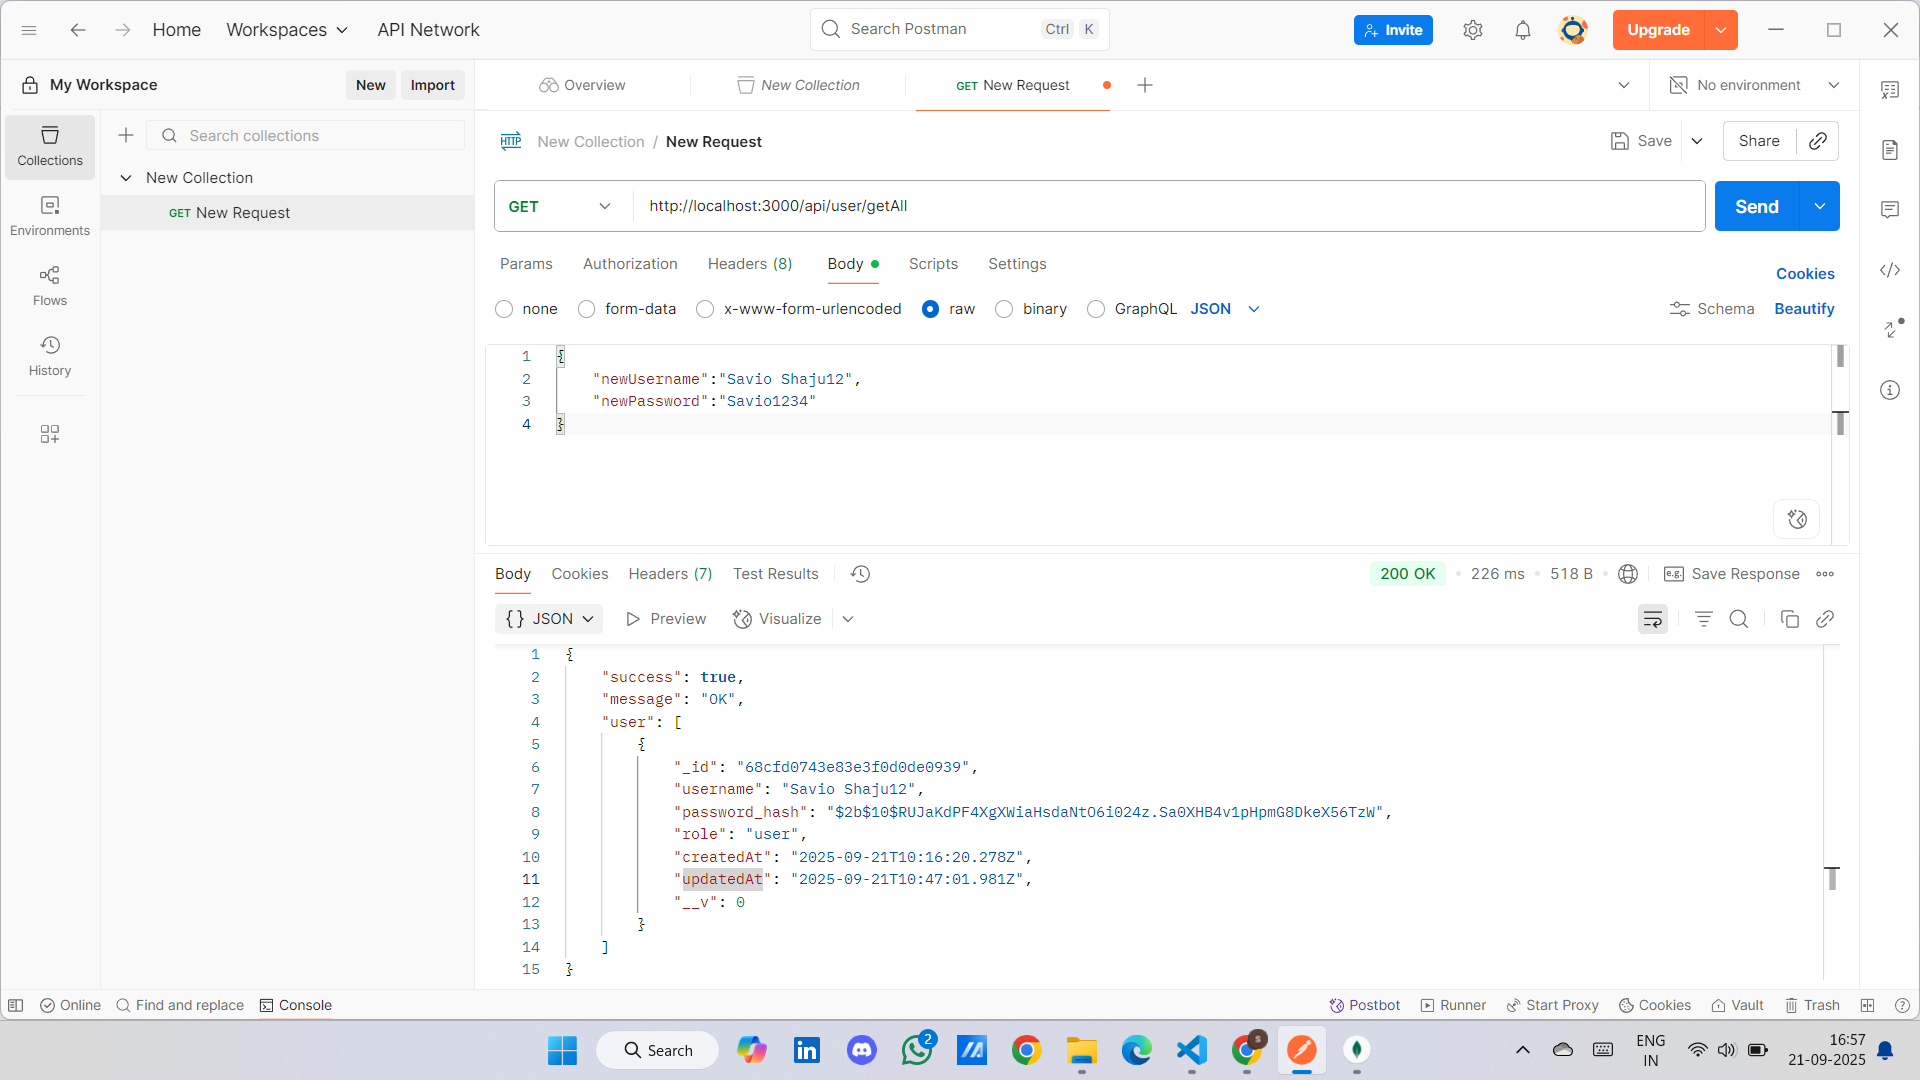 Home
Workspaces
API Network
Search Postman
Ctrl K
Invite
Upgrade
My Workspace
New
Import
Overview
New Collection
GET New Request
No environment
Collections
Environments
Flows
History
Search collections
New Collection
GET New Request
HTTP
New Collection / New Request
Save
Share
GET
http://localhost:3000/api/user/getAll
Send
Params
Authorization
Headers (8)
Body
Scripts
Settings
Cookies
none
form-data
x-www-form-urlencoded
raw
binary
GraphQL
JSON
Schema
Beautify
1 {
2 "newUsername":"Savio Shaju12",
3 "newPassword":"Savio1234"
4 }
Body
Cookies
Headers (7)
Test Results
200 OK
226 ms
518 B
e.g. Save Response
{} JSON
Preview
Visualize
1 {
2 "success": true,
3 "message": "OK",
4 "user": [
5 {
6 "_id": "68cfd0743e83e3f0d0de0939",
7 "username": "Savio Shaju12",
8 "password_hash": "$2b$10$RUJaKdPF4XgXWiaHsdaNtO6i024z.Sa0XHB4v1pHpmG8DkeX56TzW",
9 "role": "user",
10 "createdAt": "2025-09-21T10:16:20.278Z",
11 "updatedAt": "2025-09-21T10:47:01.981Z",
12 "__v": 0
13 }
14 ]
15 }
Online
Find and replace
Console
Postbot
Runner
Start Proxy
Cookies
Vault
Trash
Search
2
ENG
IN
16:57
21-09-2025